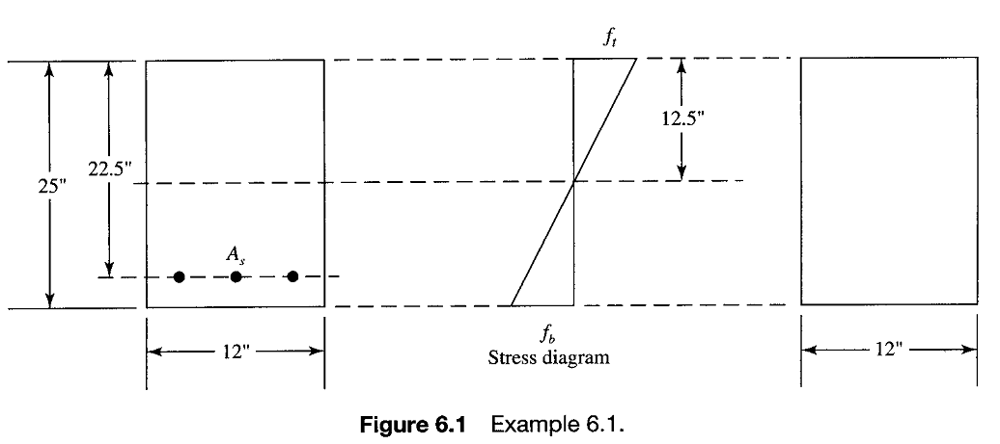 f_t
12.5"
22.5"
25"
A_s
12"
f_b
12"
Stress diagram
Figure 6.1 Example 6.1.